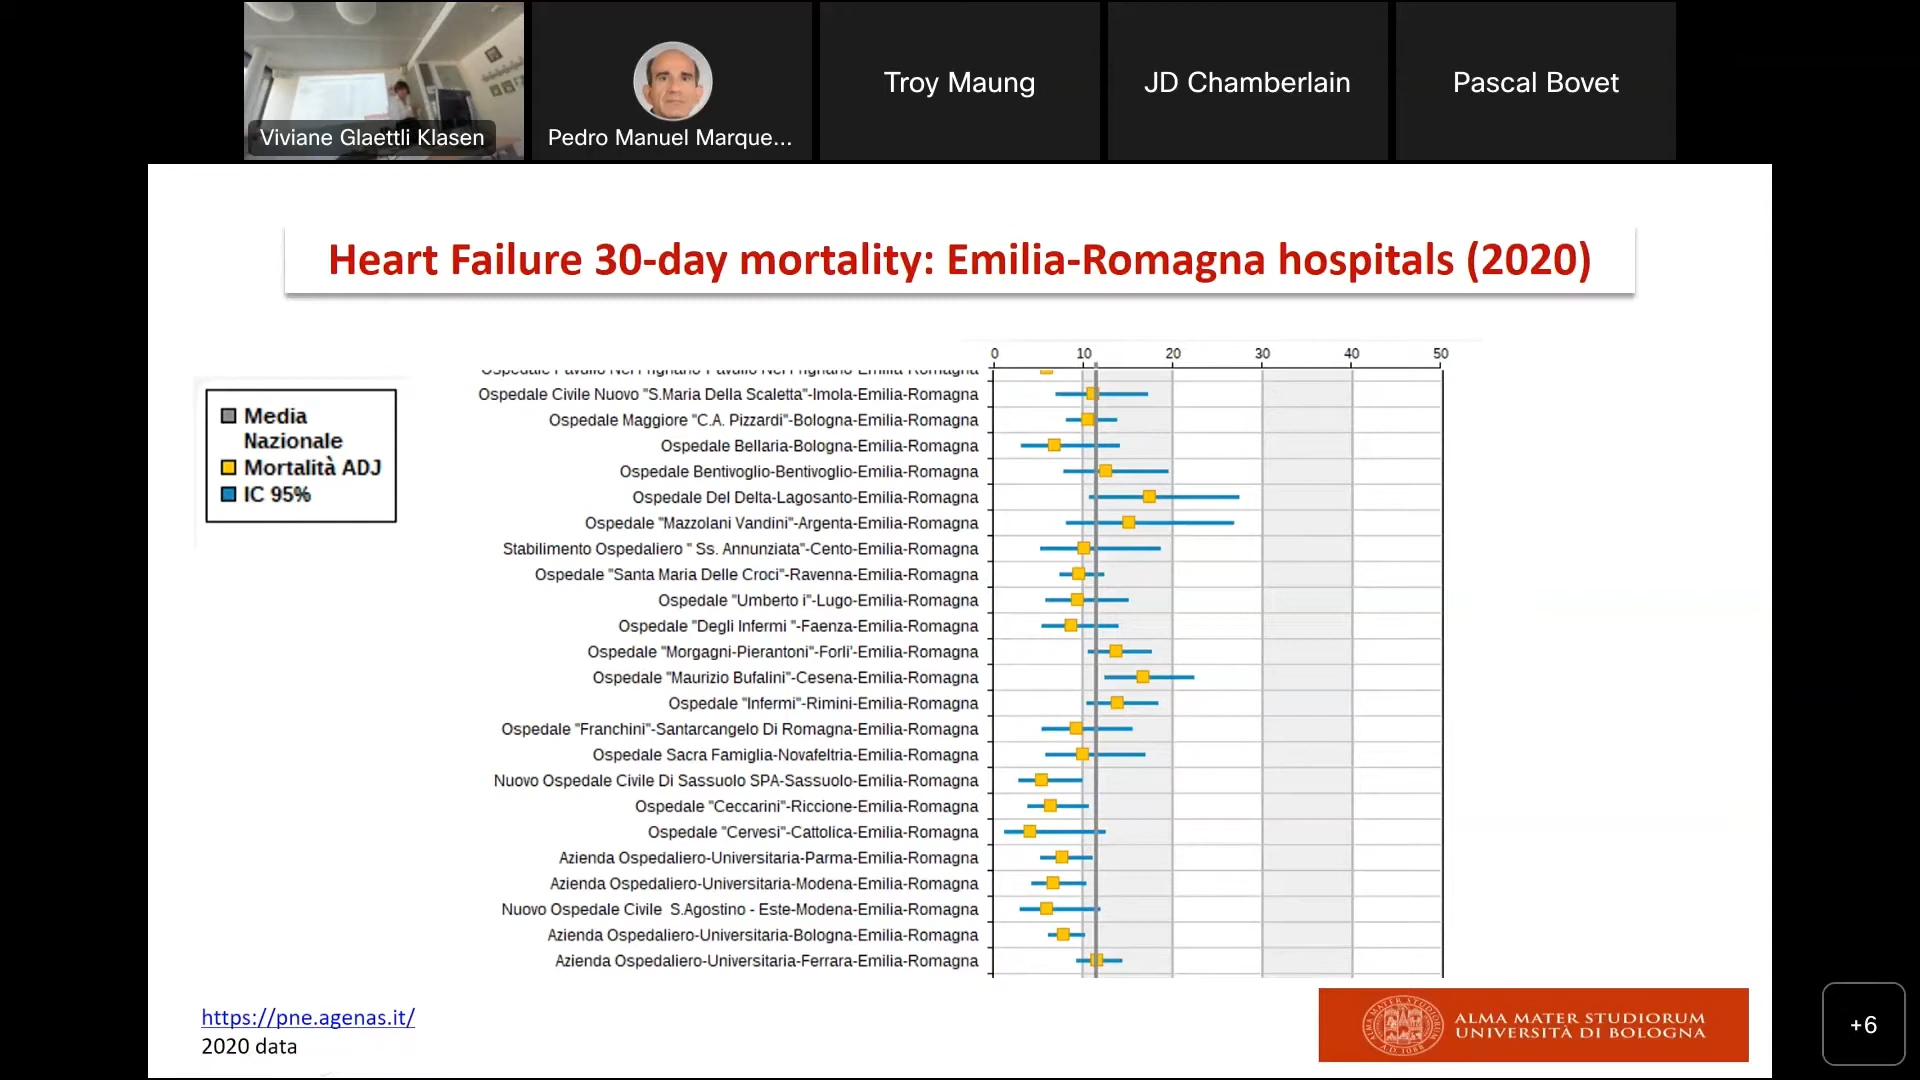 Viviane Glaettli Klasen
Pedro Manuel Marque...
Troy Maung
JD Chamberlain
Pascal Bovet
Heart Failure 30-day mortality: Emilia-Romagna hospitals (2020)
0 10 20 30 40 50
Media
Nazionale
Mortalità ADJ
IC 95%
Ospedale Civile Nuovo "S.Maria Della Scaletta"-Imola-Emilia-Romagna
Ospedale Maggiore "C.A. Pizzardi"-Bologna-Emilia-Romagna
Ospedale Bellaria-Bologna-Emilia-Romagna
Ospedale Bentivoglio-Bentivoglio-Emilia-Romagna
Ospedale Del Delta-Lagosanto-Emilia-Romagna
Ospedale "Mazzolani Vandini"-Argenta-Emilia-Romagna
Stabilimento Ospedaliero " Ss. Annunziata"-Cento-Emilia-Romagna
Ospedale "Santa Maria Delle Croci"-Ravenna-Emilia-Romagna
Ospedale "Umberto i"-Lugo-Emilia-Romagna
Ospedale "Degli Infermi "-Faenza-Emilia-Romagna
Ospedale "Morgagni-Pierantoni"-Forli'-Emilia-Romagna
Ospedale "Maurizio Bufalini"-Cesena-Emilia-Romagna
Ospedale "Infermi"-Rimini-Emilia-Romagna
Ospedale "Franchini"-Santarcangelo Di Romagna-Emilia-Romagna
Ospedale Sacra Famiglia-Novafeltria-Emilia-Romagna
Nuovo Ospedale Civile Di Sassuolo SPA-Sassuolo-Emilia-Romagna
Ospedale "Ceccarini"-Riccione-Emilia-Romagna
Ospedale "Cervesi"-Cattolica-Emilia-Romagna
Azienda Ospedaliero-Universitaria-Parma-Emilia-Romagna
Azienda Ospedaliero-Universitaria-Modena-Emilia-Romagna
Nuovo Ospedale Civile  S.Agostino - Este-Modena-Emilia-Romagna
Azienda Ospedaliero-Universitaria-Bologna-Emilia-Romagna
Azienda Ospedaliero-Universitaria-Ferrara-Emilia-Romagna
https://pne.agenas.it/
2020 data
ALMA MATER STUDIORUM
UNIVERSITÀ DI BOLOGNA
+6